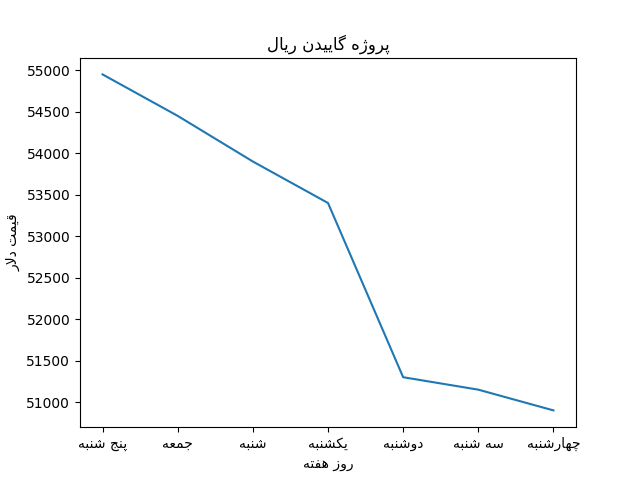 پروژه گاییدن ریال
قیمت دلار
55000
54500
54000
53500
53000
52500
52000
51500
51000
پنج شنبه
جمعه
شنبه
یکشنبه
دوشنبه
سه شنبه
چهارشنبه
روز هفته